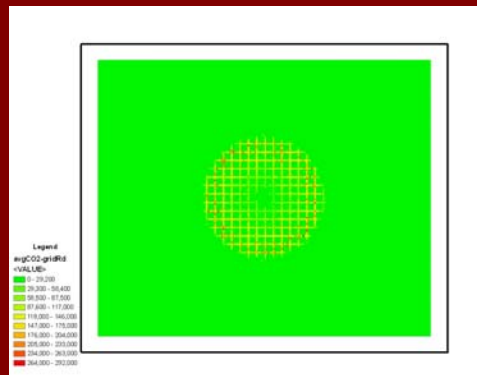 Legend
avgCO2-gridRd
<VALUE>
0 - 29,200
29,300 - 58,400
58,500 - 87,500
87,600 - 117,000
118,000 - 146,000
147,000 - 175,000
176,000 - 204,000
205,000 - 233,000
234,000 - 263,000
264,000 - 292,000